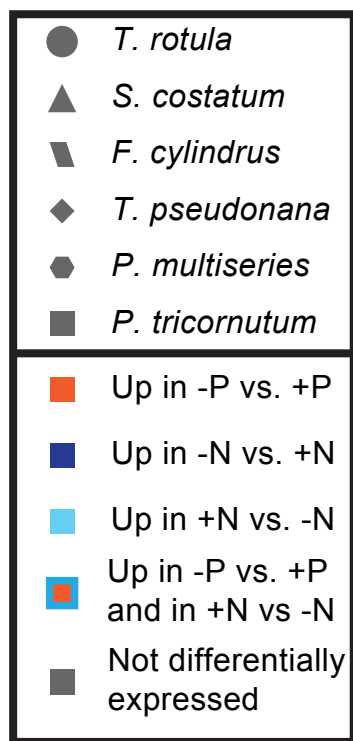 T. rotula
S. costatum
F. cylindrus
T. pseudonana
P. multiseries
P. tricornutum
Up in -P vs. +P
Up in -N vs. +N
Up in +N vs. -N
Up in -P vs. +P
and in +N vs -N
Not differentially
expressed